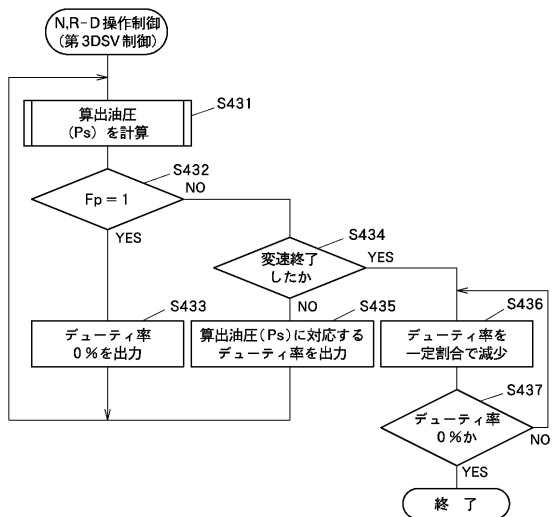 N,R-D 操作制御
(第3DSV制御)
S431
算出油圧
(Ps) を計算
S432
Fp = 1
NO
YES
S434
変速終了
したか
YES
NO
S433
デューティ率
0%を出力
S435
算出油圧(Ps)に対応する
デューティ率を出力
S436
デューティ率を
一定割合で減少
S437
デューティ率
0%か
NO
YES
終 了